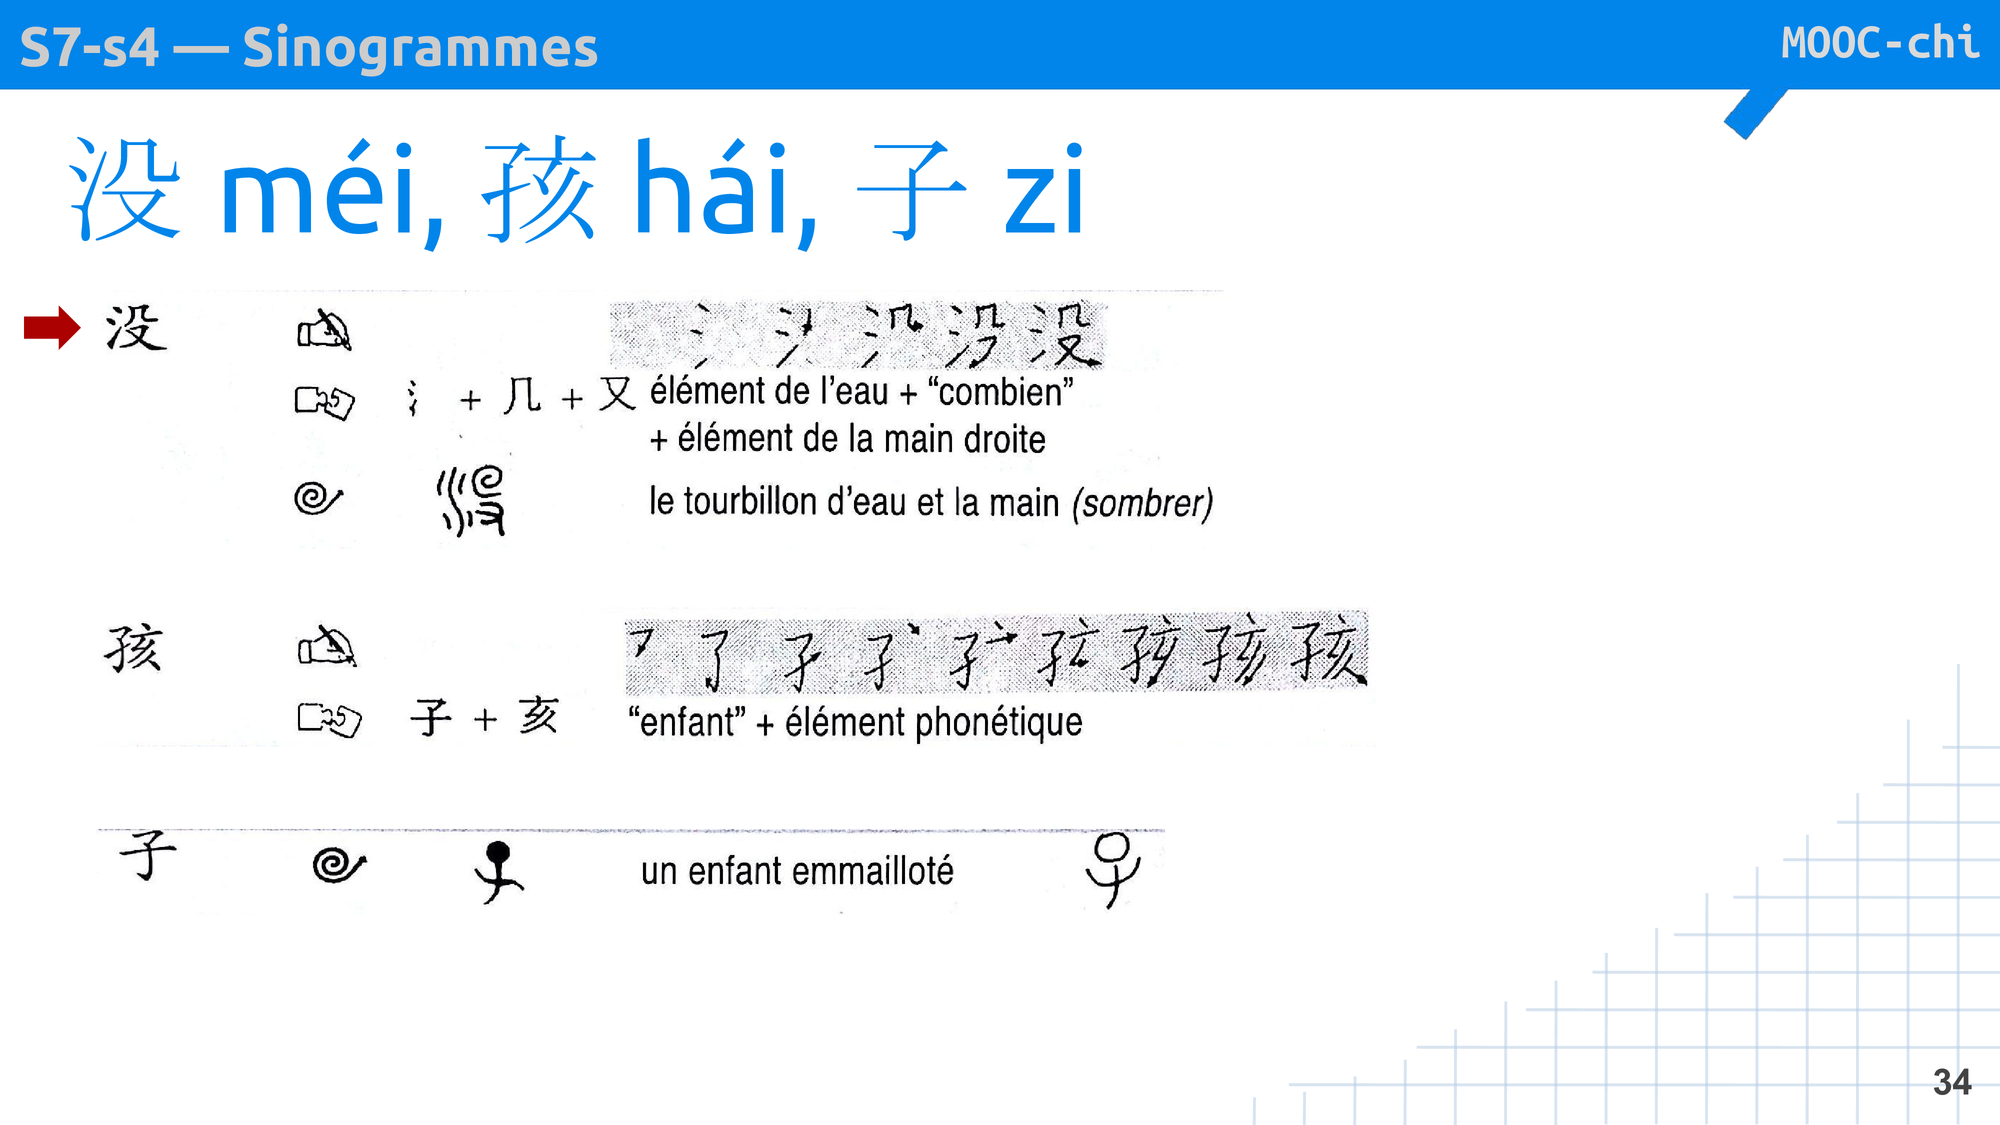 S7-s4 — Sinogrammes
MOOC-chi
没 méi, 孩 hái, 子 zi
没
氵 + 几 + 又 élément de l'eau + “combien”
+ élément de la main droite
le tourbillon d'eau et la main (sombrer)
孩
子 + 亥 “enfant” + élément phonétique
子 un enfant emmailloté
34